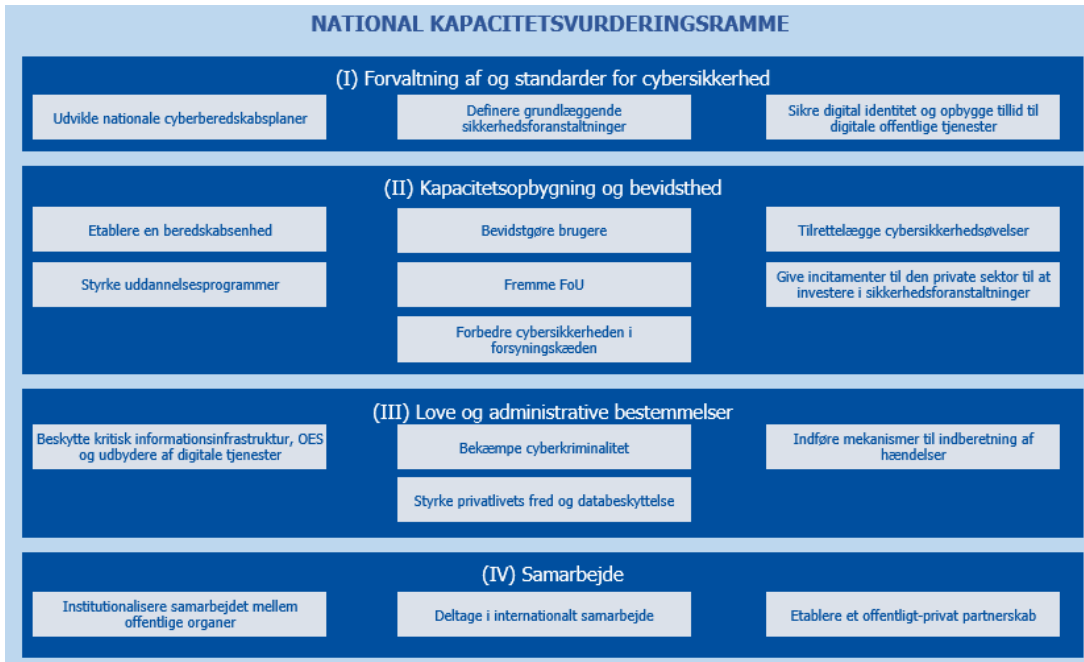 NATIONAL KAPACITETSVURDERINGSRAMME
(I) Forvaltning af og standarder for cybersikkerhed
Udvikle nationale cyberberedskabsplaner
Definere grundlæggende
sikkerhedsforanstaltninger
Sikre digital identitet og opbygge tillid til
digitale offentlige tjenester
(II) Kapacitetsopbygning og bevidsthed
Etablere en beredskabsenhed
Bevidstgøre brugere
Tilrettelægge cybersikkerhedsøvelser
Styrke uddannelsesprogrammer
Fremme FoU
Give incitamenter til den private sektor til at
investere i sikkerhedsforanstaltninger
Forbedre cybersikkerheden i
forsyningskæden
(III) Love og administrative bestemmelser
Beskytte kritisk informationsinfrastruktur, OES
og udbydere af digitale tjenester
Bekæmpe cyberkriminalitet
Indføre mekanismer til indberetning af
hændelser
Styrke privatlivets fred og databeskyttelse
(IV) Samarbejde
Institutionalisere samarbejdet mellem
offentlige organer
Deltage i internationalt samarbejde
Etablere et offentligt-privat partnerskab